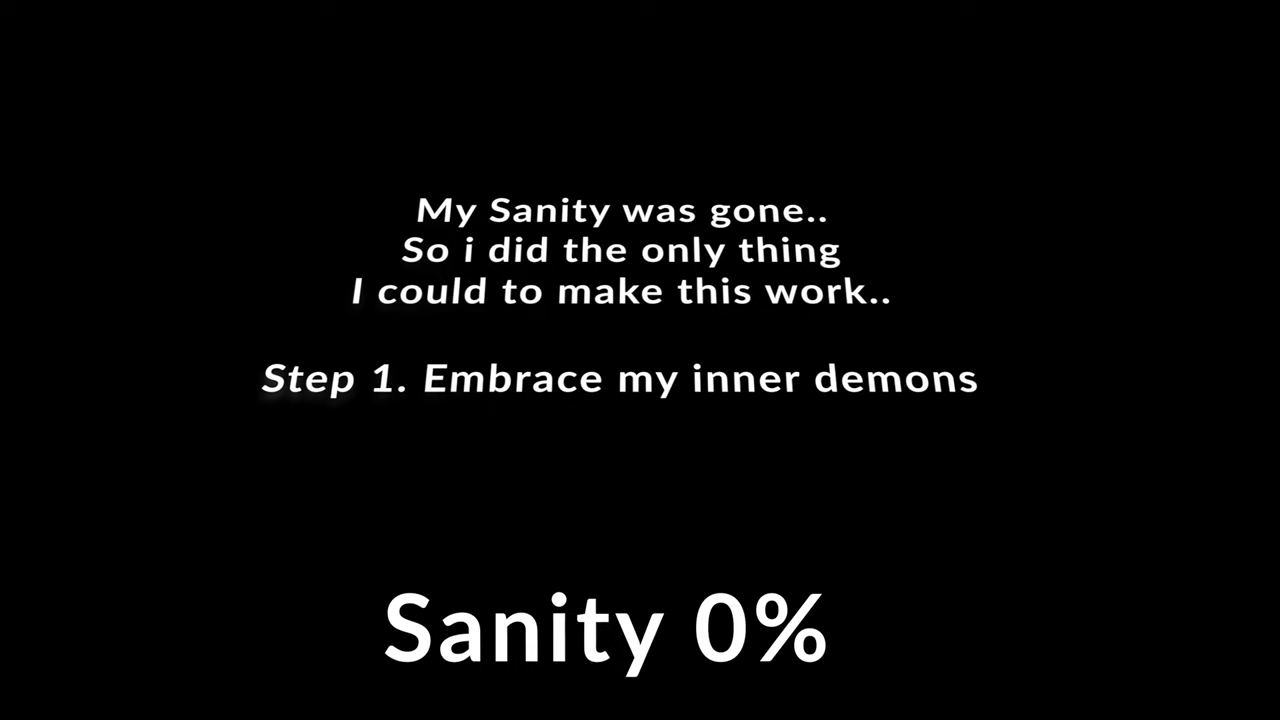 My Sanity was gone..
So i did the only thing
I could to make this work..
Step 1. Embrace my inner demons
Sanity 0%